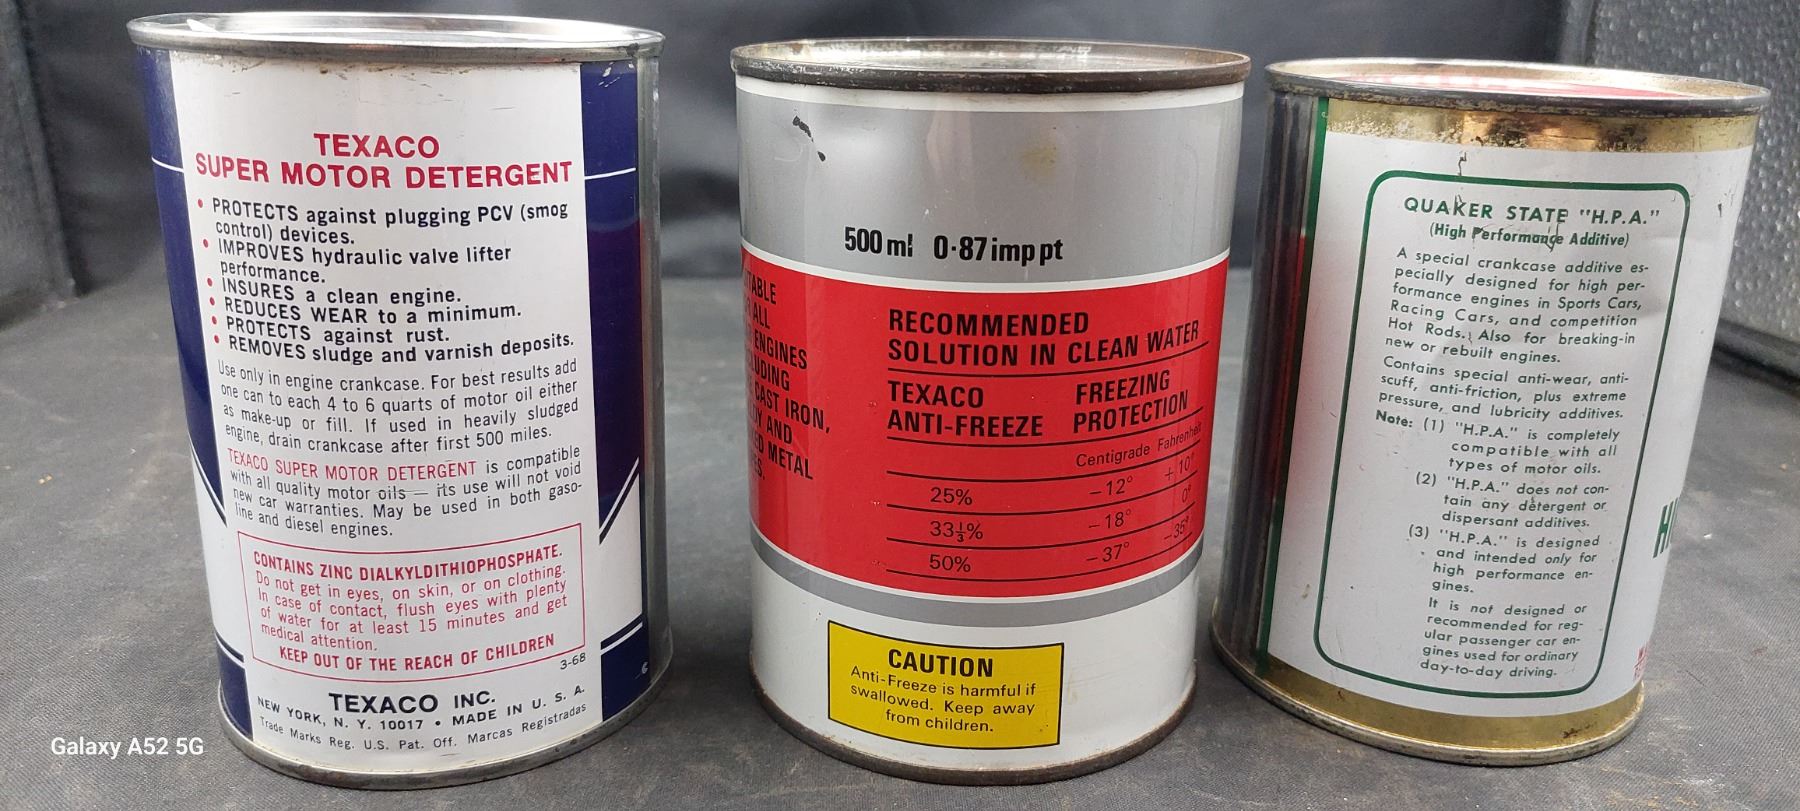 TEXACO
SUPER MOTOR DETERGENT
• PROTECTS against plugging PCV (smog
control) devices.
• IMPROVES hydraulic valve lifter
performance.
• INSURES a clean engine.
• REDUCES WEAR to a minimum.
• PROTECTS against rust.
• REMOVES sludge and varnish deposits.
Use only in engine crankcase. For best results add
one can to each 4 to 6 quarts of motor oil either
as make-up or fill. If used in heavily sludged
engine, drain crankcase after first 500 miles.
TEXACO SUPER MOTOR DETERGENT is compatible
with all quality motor oils — its use will not void
new car warranties. May be used in both gaso-
line and diesel engines.
CONTAINS ZINC DIALKYLDITHIOPHOSPHATE.
Do not get in eyes, on skin, or on clothing.
In case of contact, flush eyes with plenty
of water for at least 15 minutes and get
medical attention.
KEEP OUT OF THE REACH OF CHILDREN
3-68
TEXACO INC.
NEW YORK, N. Y. 10017 • MADE IN U. S. A.
Trade Marks Reg. U.S. Pat. Off. Marcas Registradas
500 ml 0·87 imp pt
ALL
ENGINES
CAST IRON,
AND
METAL
RECOMMENDED
SOLUTION IN CLEAN WATER
TEXACO FREEZING
ANTI-FREEZE PROTECTION
Centigrade Fahrenheit
25% –12° +10°
33⅓% –18° 0°
50% –37° –35°
CAUTION
Anti-Freeze is harmful if
swallowed. Keep away
from children.
QUAKER STATE "H.P.A."
(High Performance Additive)
A special crankcase additive es-
pecially designed for high per-
formance engines in Sports Cars,
Racing Cars, and competition
Hot Rods. Also for breaking-in
new or rebuilt engines.
Contains special anti-wear, anti-
scuff, anti-friction, plus extreme
pressure, and lubricity additives.
Note: (1) "H.P.A." is completely
compatible with all
types of motor oils.
(2) "H.P.A." does not con-
tain any detergent or
dispersant additives.
(3) "H.P.A." is designed
and intended only for
high performance en-
gines.
It is not designed or
recommended for reg-
ular passenger car en-
gines used for ordinary
day-to-day driving.
Galaxy A52 5G